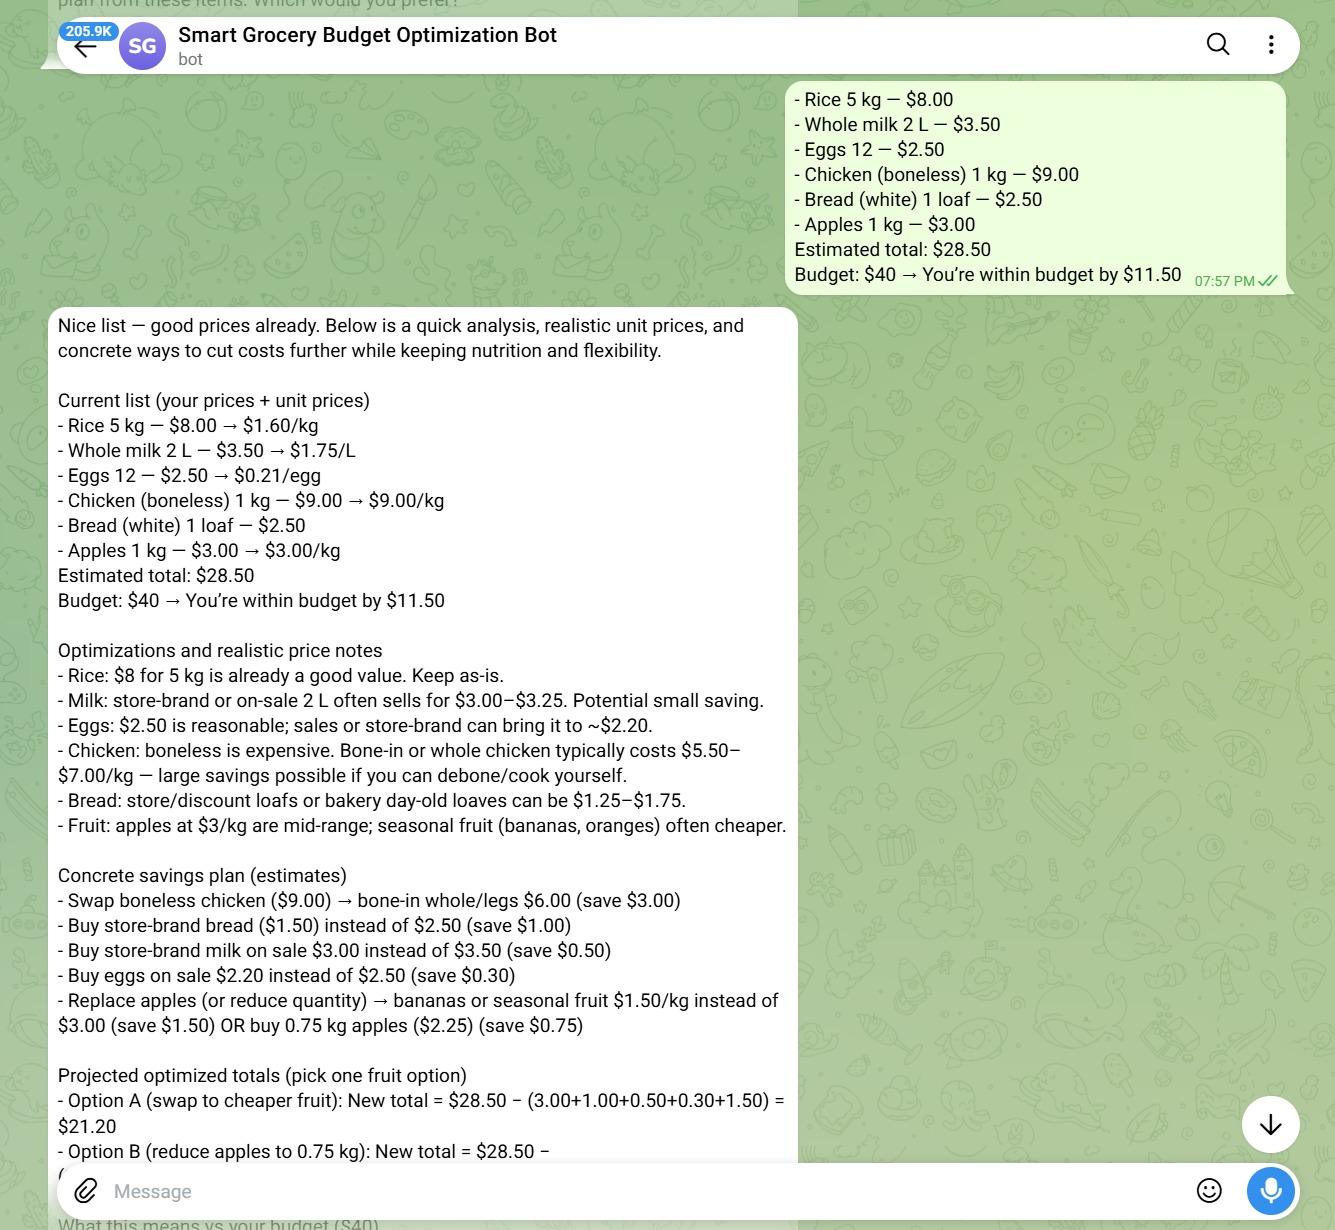 plan from these items. Which would you prefer?
205.9K
SG
Smart Grocery Budget Optimization Bot
bot
- Rice 5 kg — $8.00
- Whole milk 2 L — $3.50
- Eggs 12 — $2.50
- Chicken (boneless) 1 kg — $9.00
- Bread (white) 1 loaf — $2.50
- Apples 1 kg — $3.00
Estimated total: $28.50
Budget: $40 → You’re within budget by $11.50
07:57 PM
Nice list — good prices already. Below is a quick analysis, realistic unit prices, and
concrete ways to cut costs further while keeping nutrition and flexibility.
Current list (your prices + unit prices)
- Rice 5 kg — $8.00 → $1.60/kg
- Whole milk 2 L — $3.50 → $1.75/L
- Eggs 12 — $2.50 → $0.21/egg
- Chicken (boneless) 1 kg — $9.00 → $9.00/kg
- Bread (white) 1 loaf — $2.50
- Apples 1 kg — $3.00 → $3.00/kg
Estimated total: $28.50
Budget: $40 → You’re within budget by $11.50
Optimizations and realistic price notes
- Rice: $8 for 5 kg is already a good value. Keep as-is.
- Milk: store-brand or on-sale 2 L often sells for $3.00–$3.25. Potential small saving.
- Eggs: $2.50 is reasonable; sales or store-brand can bring it to ~$2.20.
- Chicken: boneless is expensive. Bone-in or whole chicken typically costs $5.50–
$7.00/kg — large savings possible if you can debone/cook yourself.
- Bread: store/discount loafs or bakery day-old loaves can be $1.25–$1.75.
- Fruit: apples at $3/kg are mid-range; seasonal fruit (bananas, oranges) often cheaper.
Concrete savings plan (estimates)
- Swap boneless chicken ($9.00) → bone-in whole/legs $6.00 (save $3.00)
- Buy store-brand bread ($1.50) instead of $2.50 (save $1.00)
- Buy store-brand milk on sale $3.00 instead of $3.50 (save $0.50)
- Buy eggs on sale $2.20 instead of $2.50 (save $0.30)
- Replace apples (or reduce quantity) → bananas or seasonal fruit $1.50/kg instead of
$3.00 (save $1.50) OR buy 0.75 kg apples ($2.25) (save $0.75)
Projected optimized totals (pick one fruit option)
- Option A (swap to cheaper fruit): New total = $28.50 − (3.00+1.00+0.50+0.30+1.50) =
$21.20
- Option B (reduce apples to 0.75 kg): New total = $28.50 −
Message
What this means vs your budget ($40)